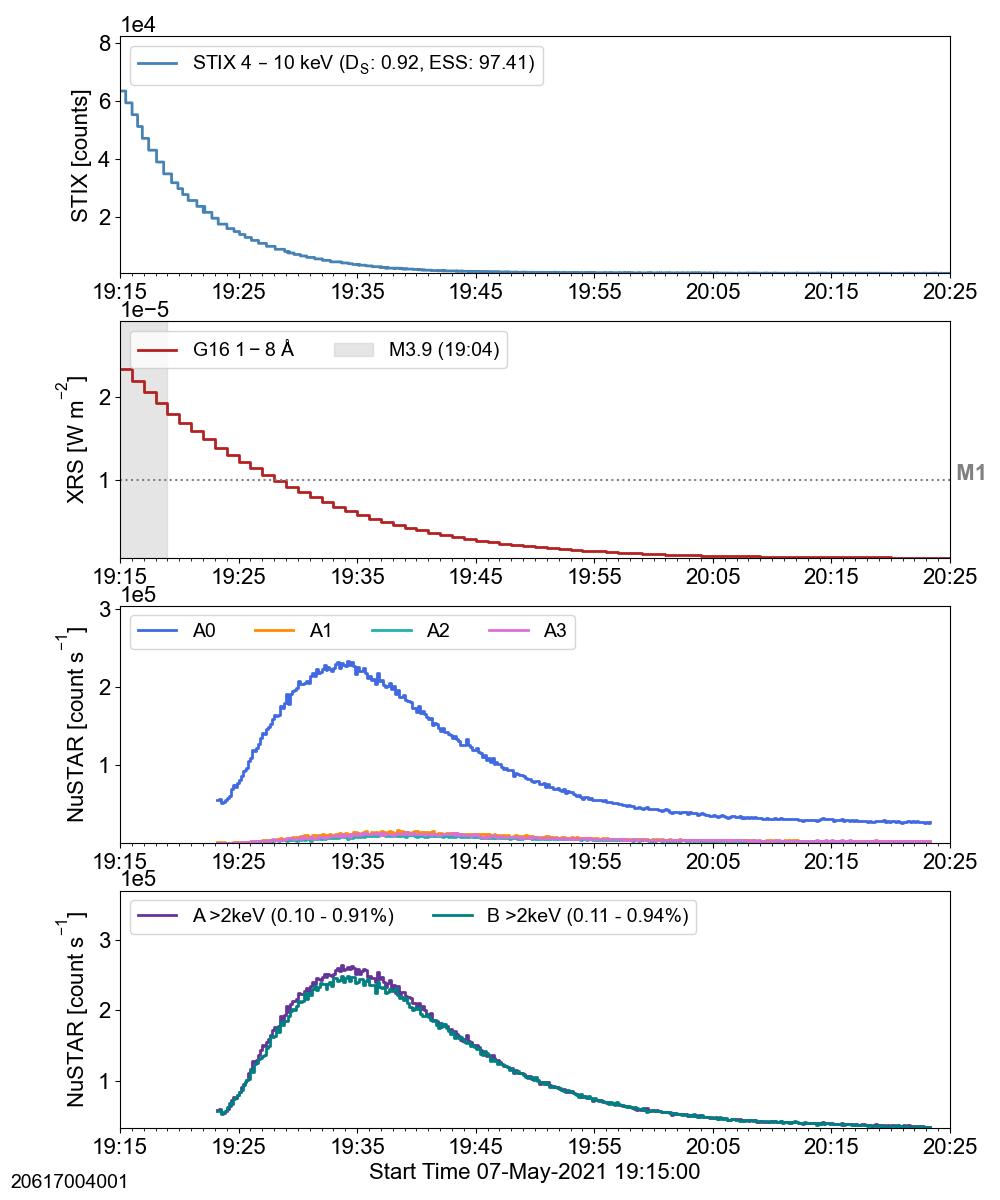 1e4
8
6
4
2
STIX [counts]
STIX 4 − 10 keV (DS: 0.92, ESS: 97.41)
19:15 19:25 19:35 19:45 19:55 20:05 20:15 20:25
1e−5
2
1
XRS [W m−2]
G16 1 − 8 Å M3.9 (19:04)
M1
19:15 19:25 19:35 19:45 19:55 20:05 20:15 20:25
1e5
3
2
1
NuSTAR [count s−1]
A0 A1 A2 A3
19:15 19:25 19:35 19:45 19:55 20:05 20:15 20:25
1e5
3
2
1
NuSTAR [count s−1]
A >2keV (0.10 - 0.91%) B >2keV (0.11 - 0.94%)
19:15 19:25 19:35 19:45 19:55 20:05 20:15 20:25
Start Time 07-May-2021 19:15:00
20617004001